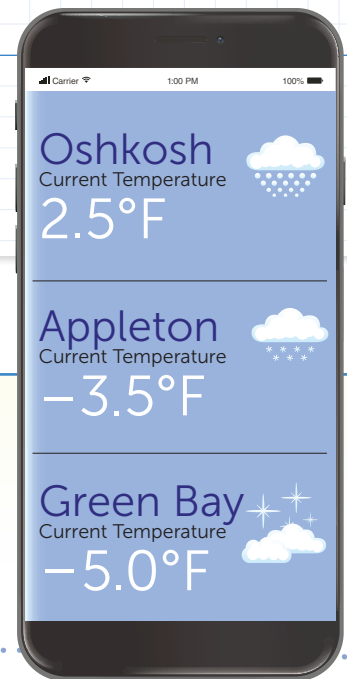 Carrier 1:00 PM 100%
Oshkosh
Current Temperature
2.5°F
Appleton
Current Temperature
−3.5°F
Green Bay
Current Temperature
−5.0°F